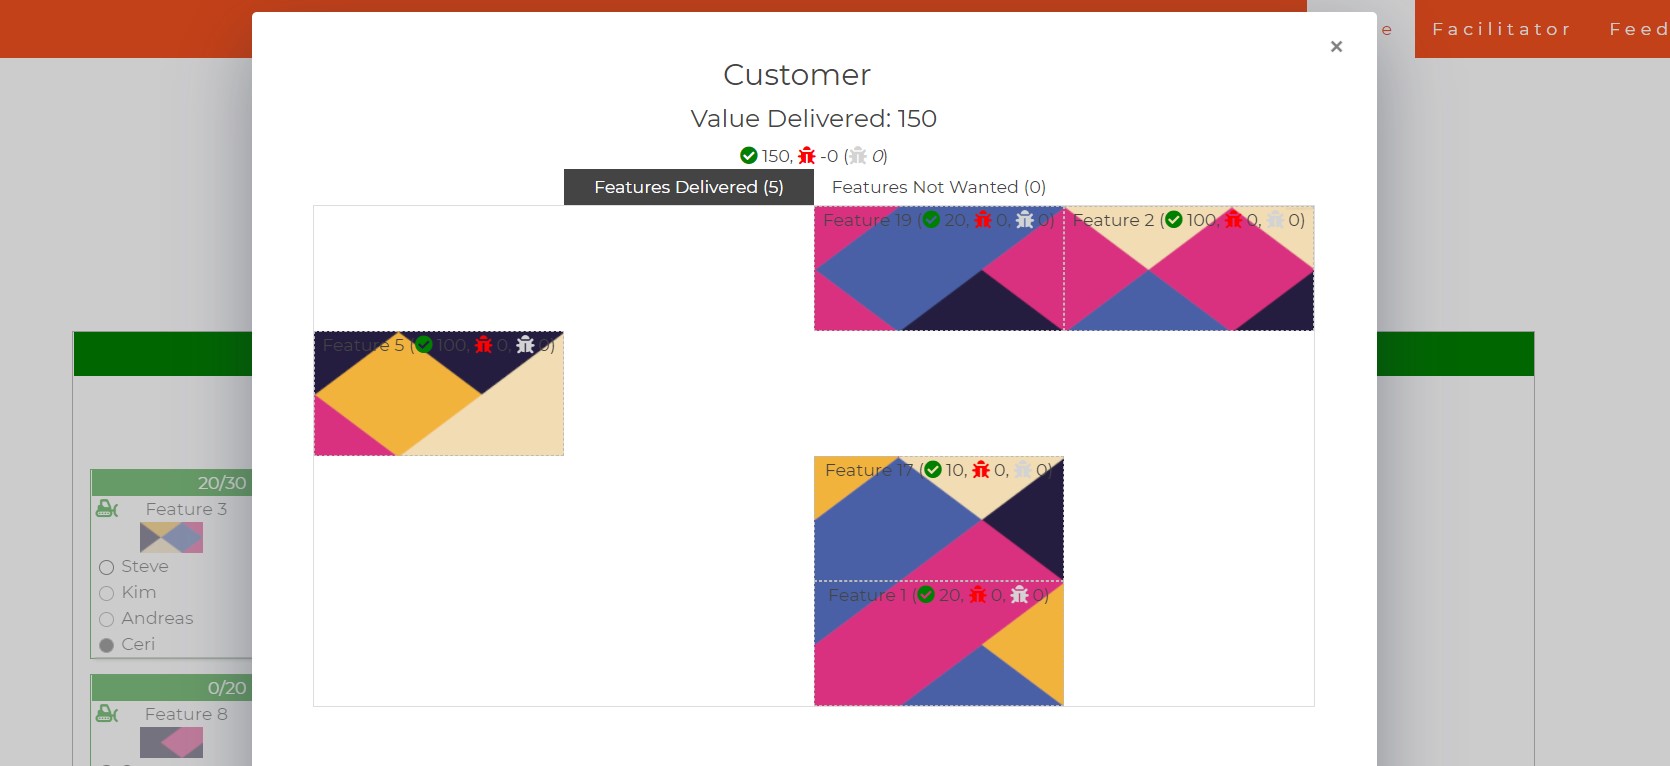 e Facilitator Feed
×
Customer
Value Delivered: 150
150, -0 ( 0)
Features Delivered (5) Features Not Wanted (0)
Feature 19 ( 20, 0, 0) Feature 2 ( 100, 0, 0)
Feature 5 ( 100, 0, 0)
Feature 17 ( 10, 0, 0)
Feature 1 ( 20, 0, 0)
20/30
Feature 3
Steve
Kim
Andreas
Ceri
0/20
Feature 8